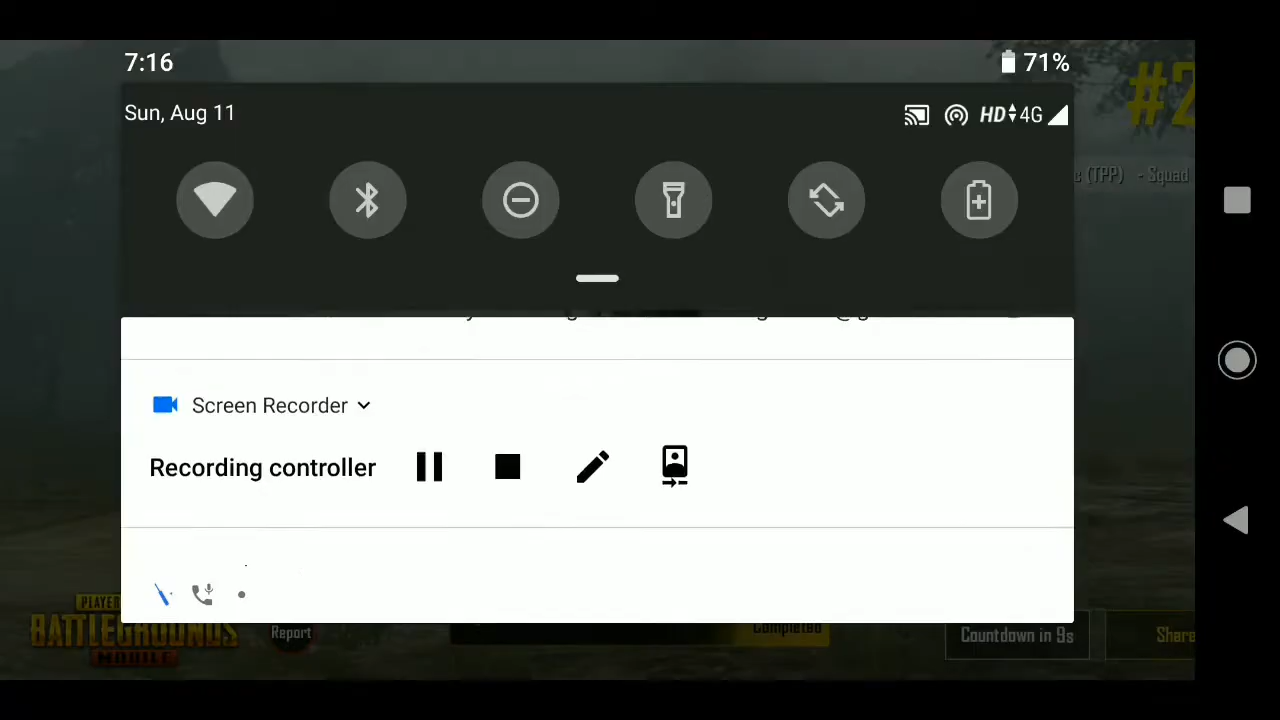 7:16
71%
Sun, Aug 11
HD 4G
#2
(TPP) - Squad
Screen Recorder
Recording controller
PLAYER
BATTLEGROUNDS
MOBILE
Report
Completed
Countdown in 9s
Share